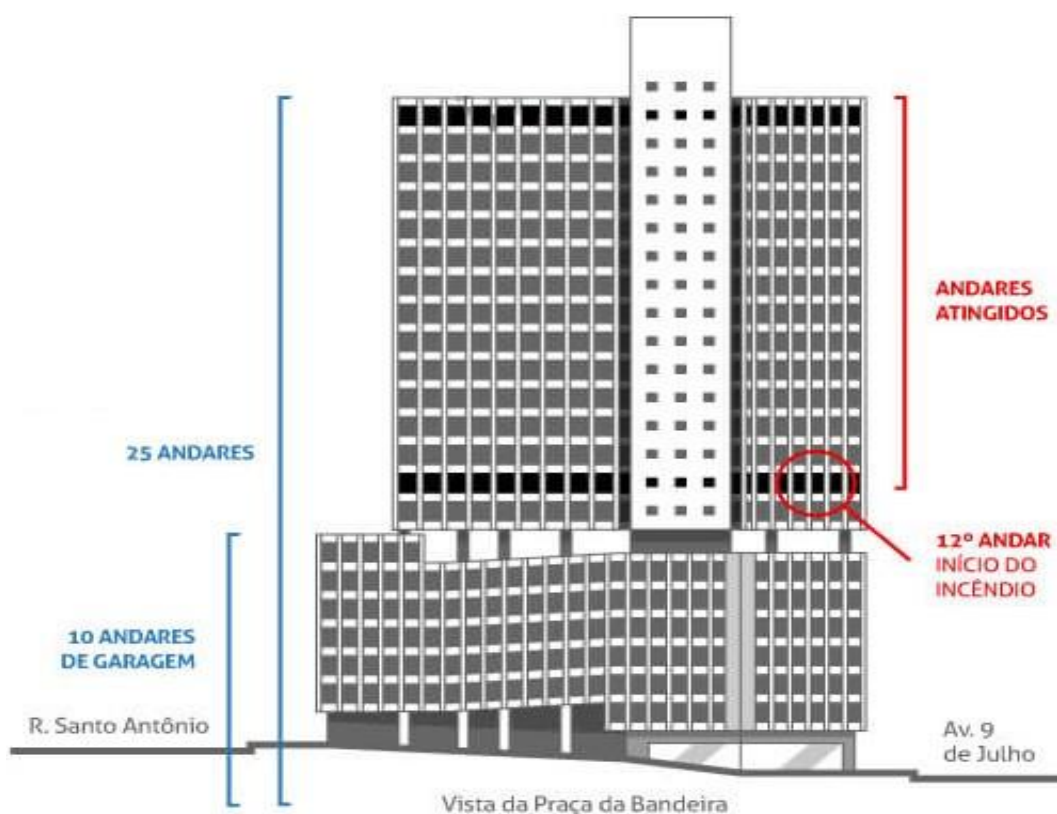 ANDARES
ATINGIDOS
25 ANDARES
12º ANDAR
INÍCIO DO
INCÊNDIO
10 ANDARES
DE GARAGEM
R. Santo Antônio
Av. 9
de Julho
Vista da Praça da Bandeira